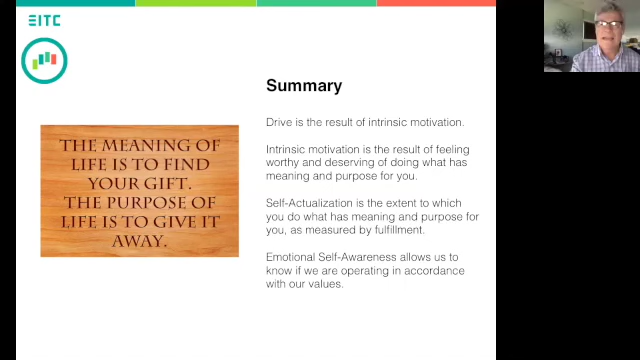 EITC
Summary
Drive is the result of intrinsic motivation.
Intrinsic motivation is the result of feeling
worthy and deserving of doing what has
meaning and purpose for you.
Self-Actualization is the extent to which
you do what has meaning and purpose for
you, as measured by fulfillment.
Emotional Self-Awareness allows us to
know if we are operating in accordance
with our values.
THE MEANING OF
LIFE IS TO FIND
YOUR GIFT.
THE PURPOSE OF
LIFE IS TO GIVE IT
AWAY.